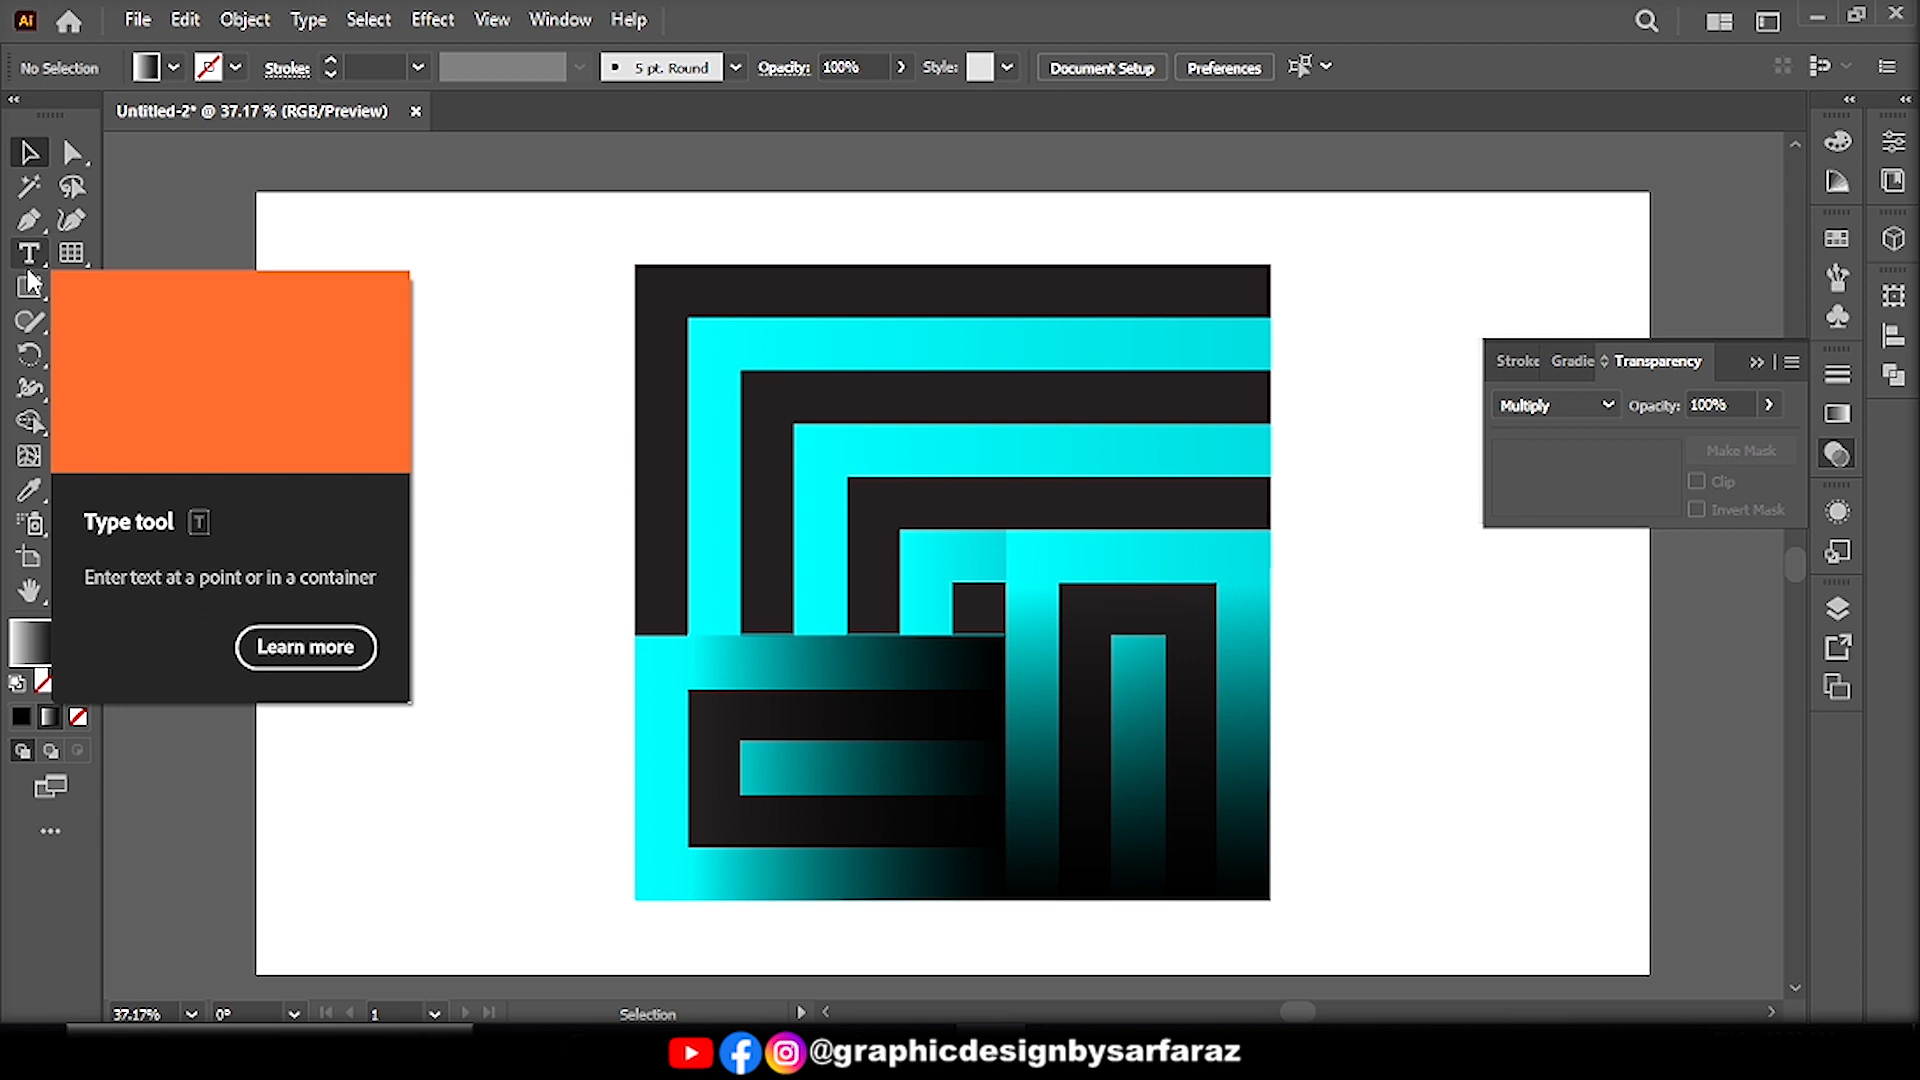 Ai File Edit Object Type Select Effect View Window Help
No Selection Stroke: 5 pt. Round Opacity: 100% Style: Document Setup Preferences
Untitled-2* @ 37.17 % (RGB/Preview)
Stroke Gradie Transparency
Multiply Opacity: 100%
Make Mask
Clip
Invert Mask
Type tool T
Enter text at a point or in a container
Learn more
37.17% 0° 1 Selection
@graphicdesignbysarfaraz